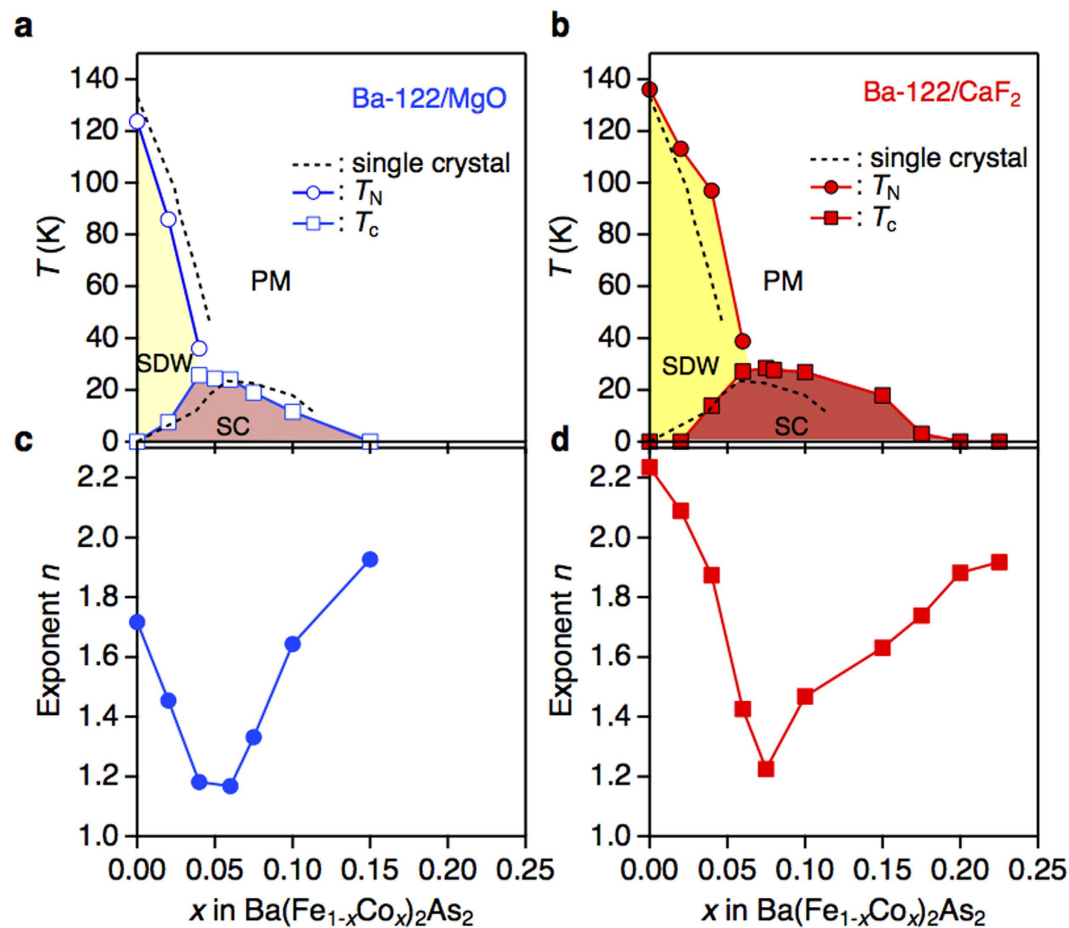 a
T (K)
140
120
100
80
60
40
20
0
Ba-122/MgO
: single crystal
: T_N
: T_c
PM
SDW
SC
b
T (K)
140
120
100
80
60
40
20
0
Ba-122/CaF₂
: single crystal
: T_N
: T_c
PM
SDW
SC
c
Exponent n
2.2
2.0
1.8
1.6
1.4
1.2
1.0
0.00 0.05 0.10 0.15 0.20 0.25
x in Ba(Fe₁₋ₓCoₓ)₂As₂
d
Exponent n
2.2
2.0
1.8
1.6
1.4
1.2
1.0
0.00 0.05 0.10 0.15 0.20 0.25
x in Ba(Fe₁₋ₓCoₓ)₂As₂